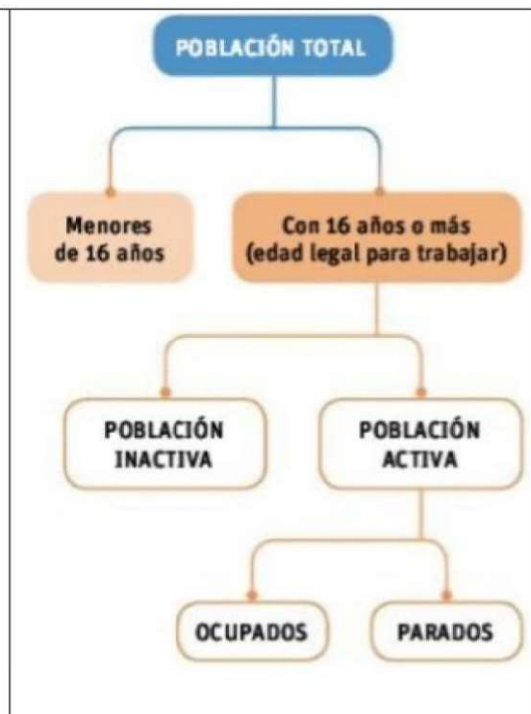 POBLACIÓN TOTAL
Menores
de 16 años
Con 16 años o más
(edad legal para trabajar)
POBLACIÓN
INACTIVA
POBLACIÓN
ACTIVA
OCUPADOS
PARADOS